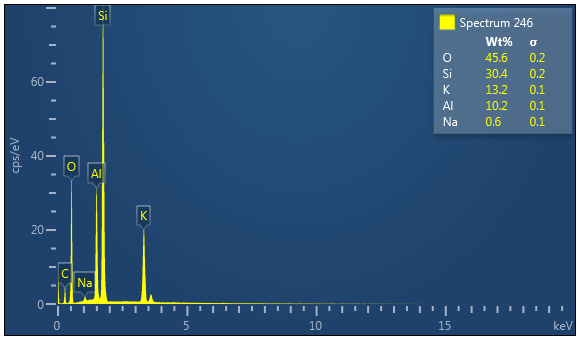 Si
Spectrum 246
Wt% σ
O 45.6 0.2
Si 30.4 0.2
K 13.2 0.1
Al 10.2 0.1
Na 0.6 0.1
60
cps/eV
40
O
Al
K
20
C
Na
0
0 5 10 15 keV